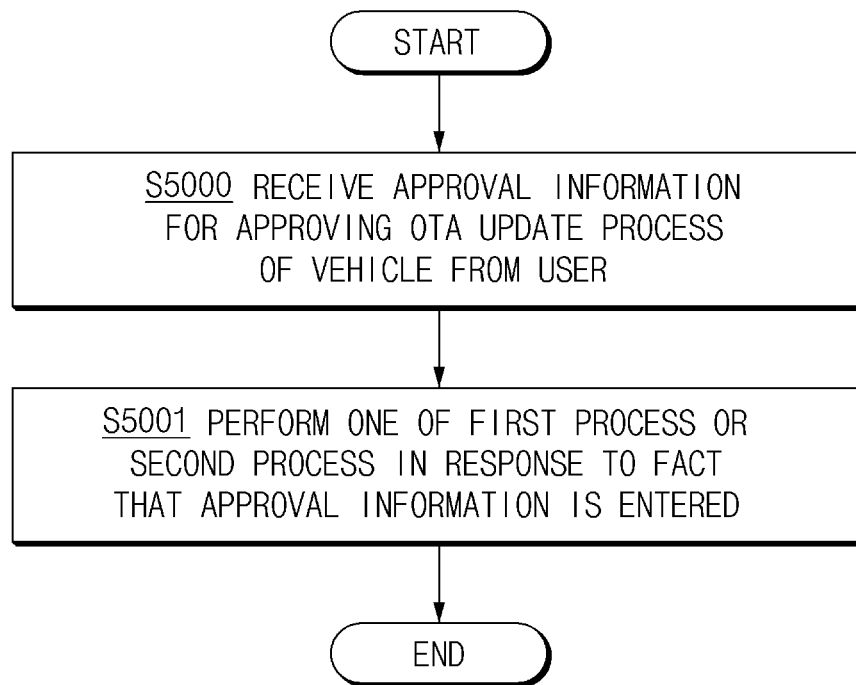 START
S5000 RECEIVE APPROVAL INFORMATION
FOR APPROVING OTA UPDATE PROCESS
OF VEHICLE FROM USER
S5001 PERFORM ONE OF FIRST PROCESS OR
SECOND PROCESS IN RESPONSE TO FACT
THAT APPROVAL INFORMATION IS ENTERED
END